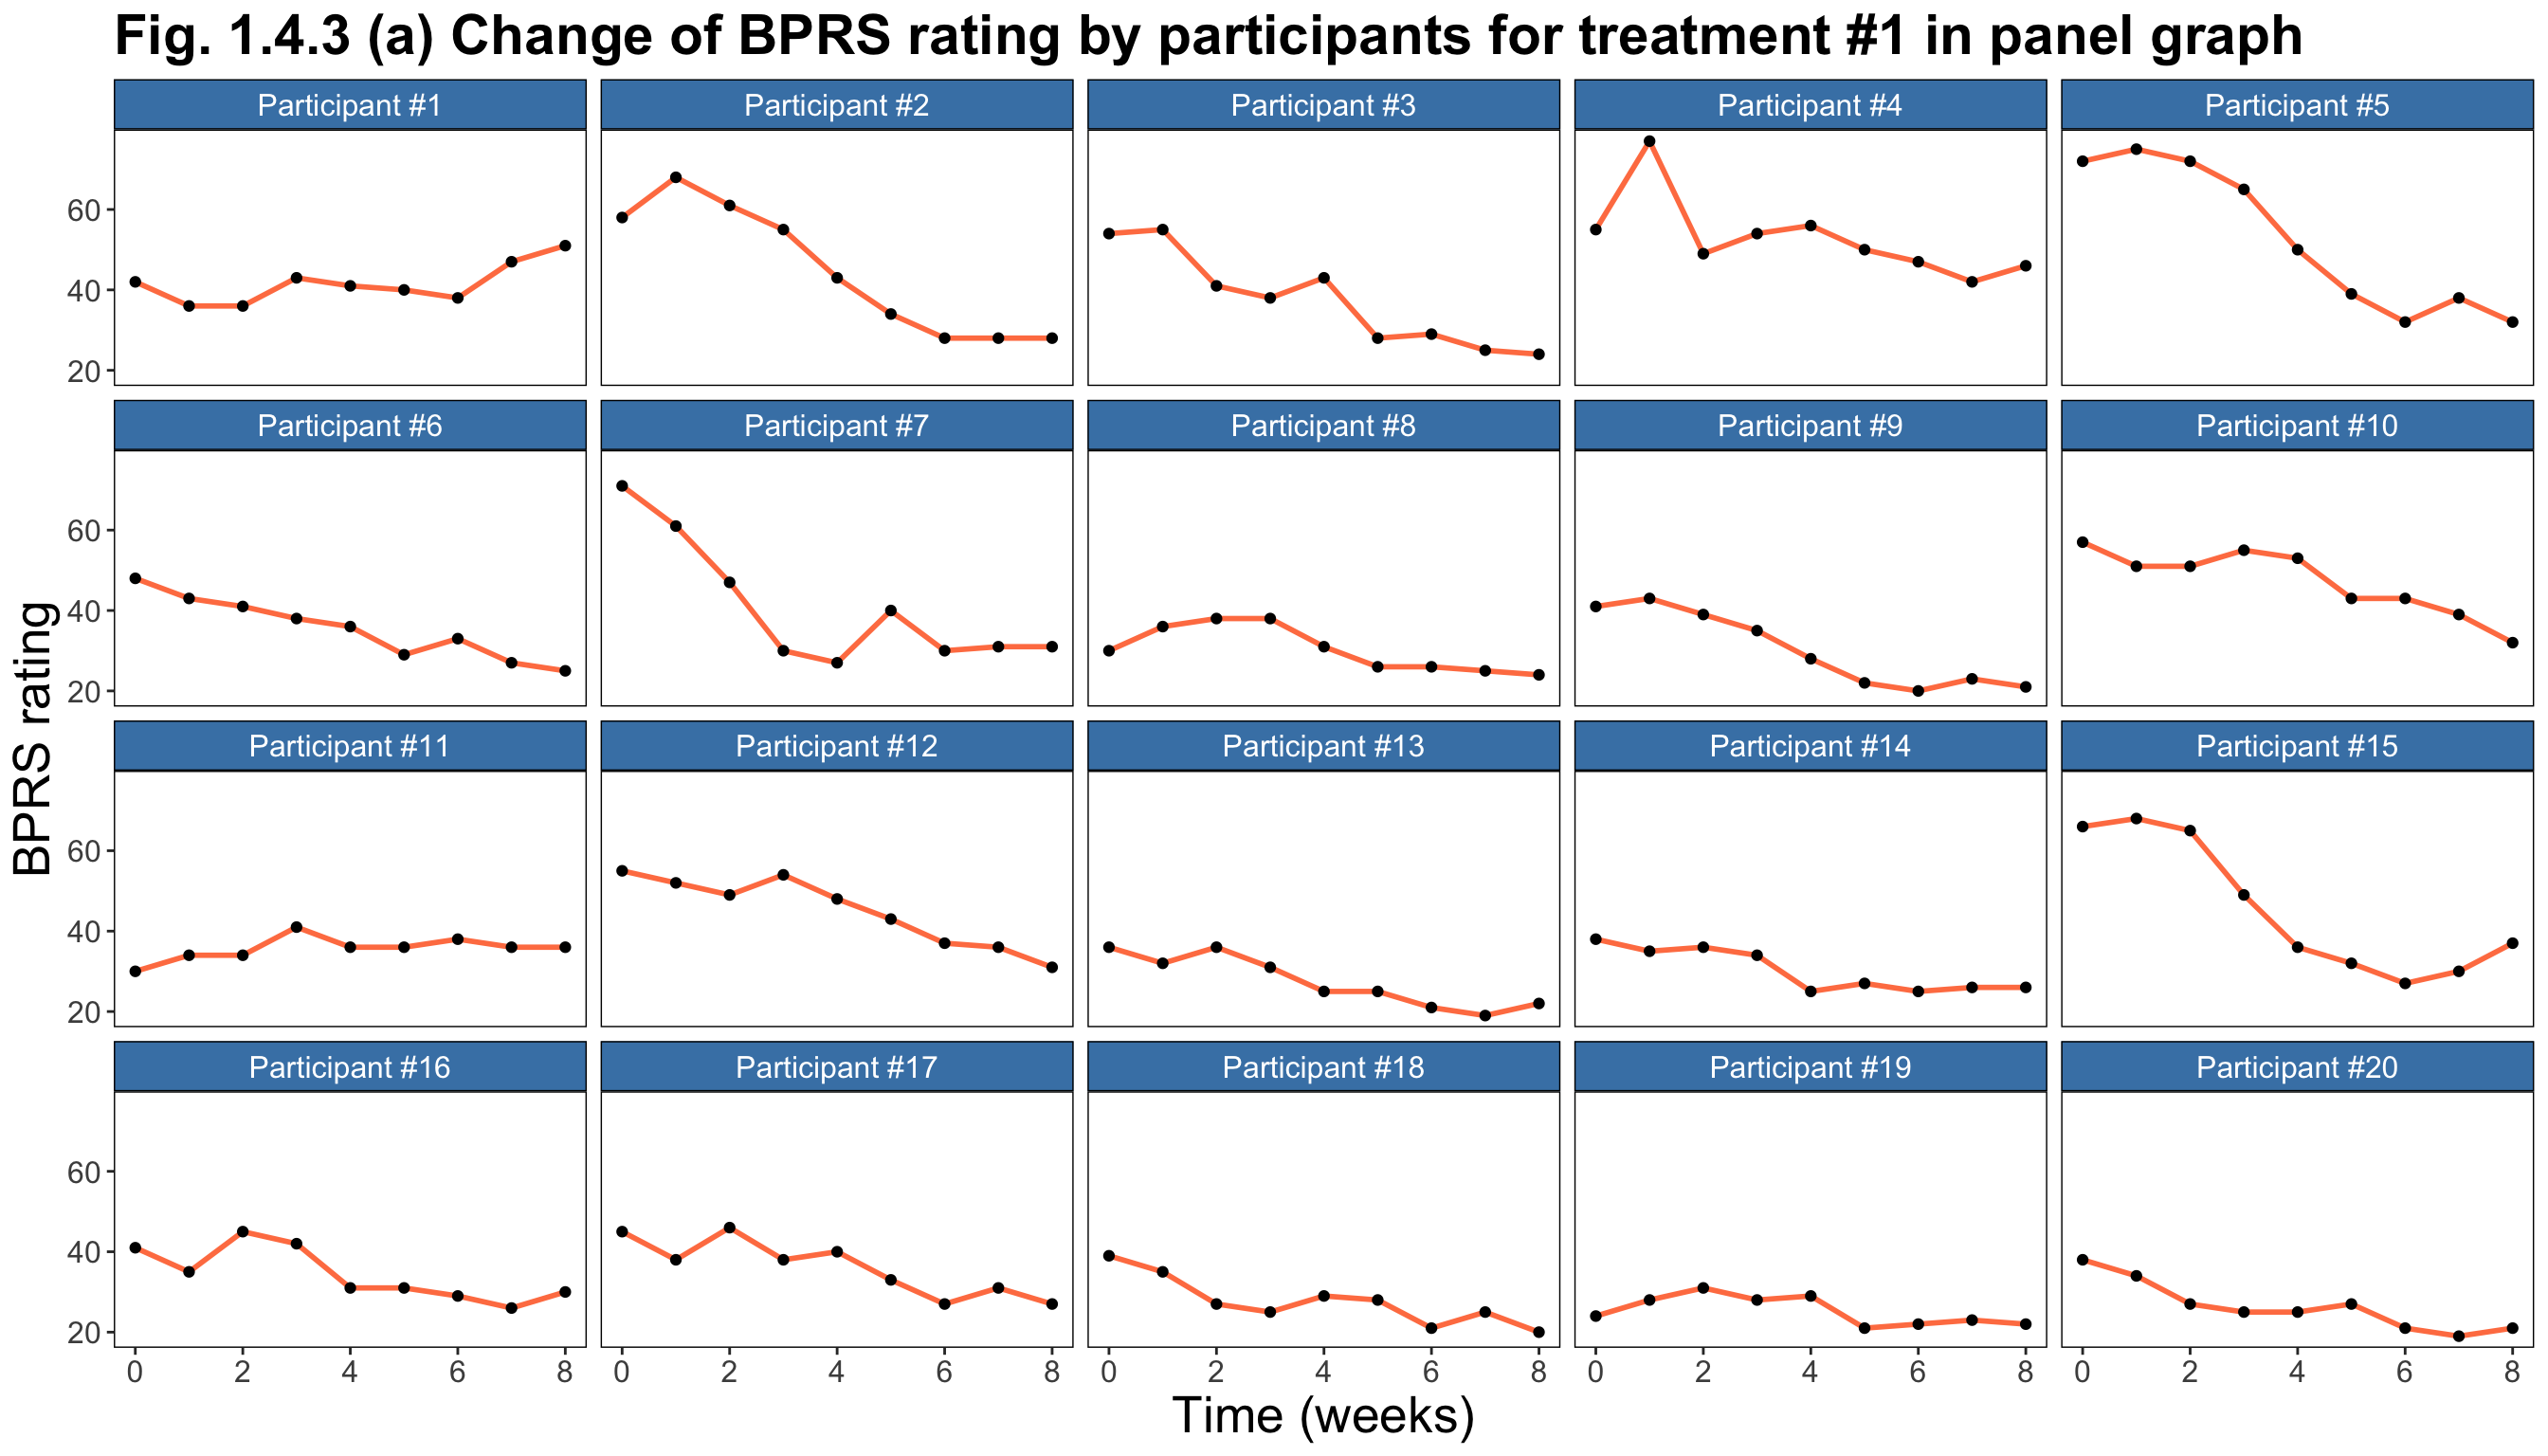 Fig. 1.4.3 (a) Change of BPRS rating by participants for treatment #1 in panel graph
Participant #1 Participant #2 Participant #3 Participant #4 Participant #5
60
40
20
Participant #6 Participant #7 Participant #8 Participant #9 Participant #10
60
40
20
BPRS rating
Participant #11 Participant #12 Participant #13 Participant #14 Participant #15
60
40
20
Participant #16 Participant #17 Participant #18 Participant #19 Participant #20
60
40
20
0 2 4 6 8 0 2 4 6 8 0 2 4 6 8 0 2 4 6 8 0 2 4 6 8
Time (weeks)